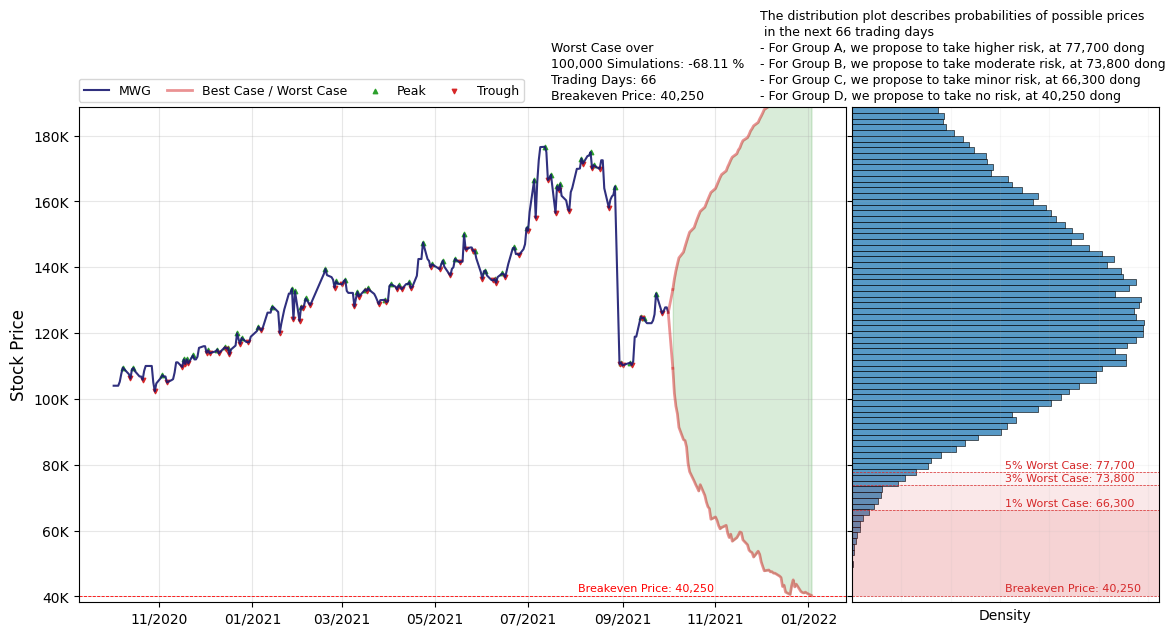 The distribution plot describes probabilities of possible prices
in the next 66 trading days
- For Group A, we propose to take higher risk, at 77,700 dong
- For Group B, we propose to take moderate risk, at 73,800 dong
- For Group C, we propose to take minor risk, at 66,300 dong
- For Group D, we propose to take no risk, at 40,250 dong
Worst Case over
100,000 Simulations: -68.11 %
Trading Days: 66
Breakeven Price: 40,250
MWG
Best Case / Worst Case
Peak
Trough
Stock Price
180K
160K
140K
120K
100K
80K
60K
40K
Breakeven Price: 40,250
11/2020
01/2021
03/2021
05/2021
07/2021
09/2021
11/2021
01/2022
5% Worst Case: 77,700
3% Worst Case: 73,800
1% Worst Case: 66,300
Breakeven Price: 40,250
Density